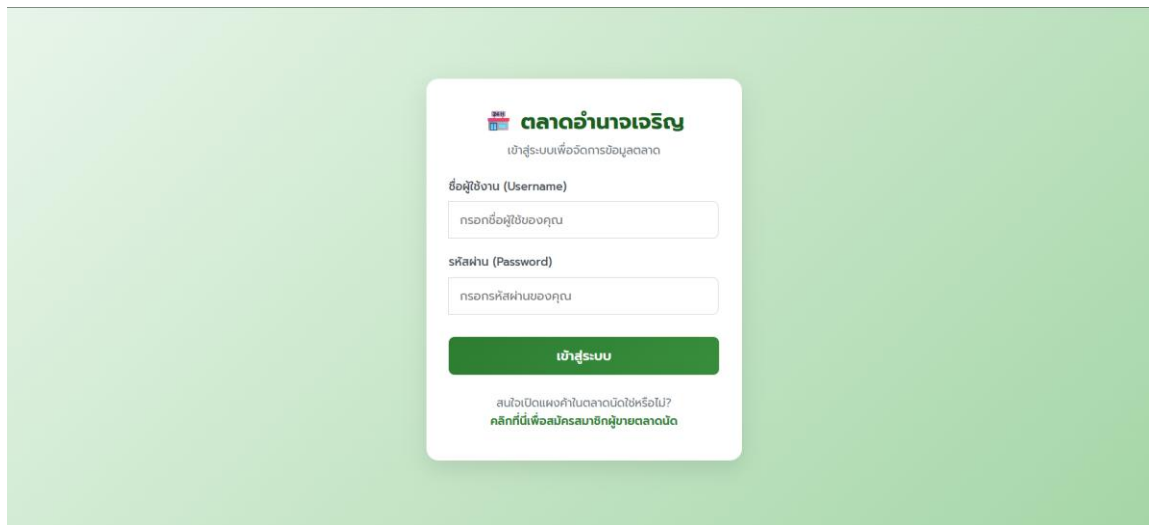 ตลาดอำนาจเจริญ
เข้าสู่ระบบเพื่อจัดการข้อมูลตลาด
ชื่อผู้ใช้งาน (Username)
กรอกชื่อผู้ใช้ของคุณ
รหัสผ่าน (Password)
กรอกรหัสผ่านของคุณ
เข้าสู่ระบบ
สนใจเปิดแผงค้าในตลาดนัดใช่หรือไม่?
คลิกที่นี่เพื่อสมัครสมาชิกผู้ขายตลาดนัด